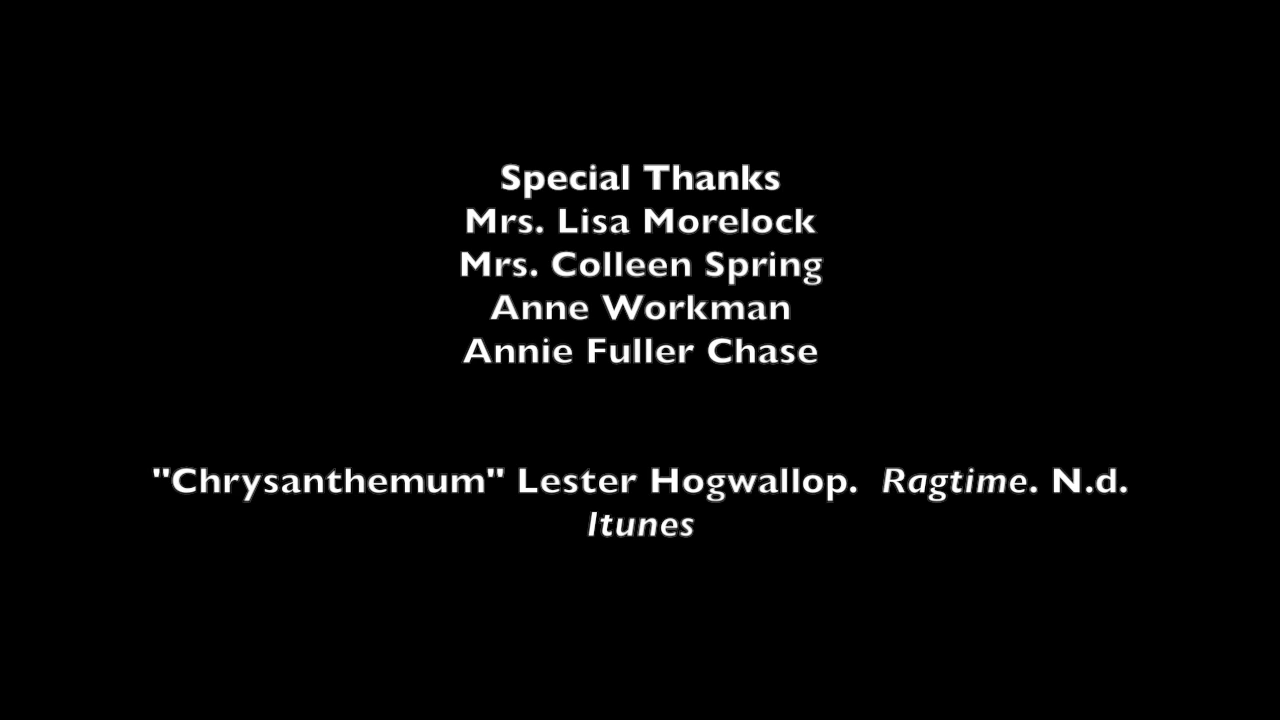 Special Thanks
Mrs. Lisa Morelock
Mrs. Colleen Spring
Anne Workman
Annie Fuller Chase
"Chrysanthemum" Lester Hogwallop.  Ragtime. N.d.
Itunes